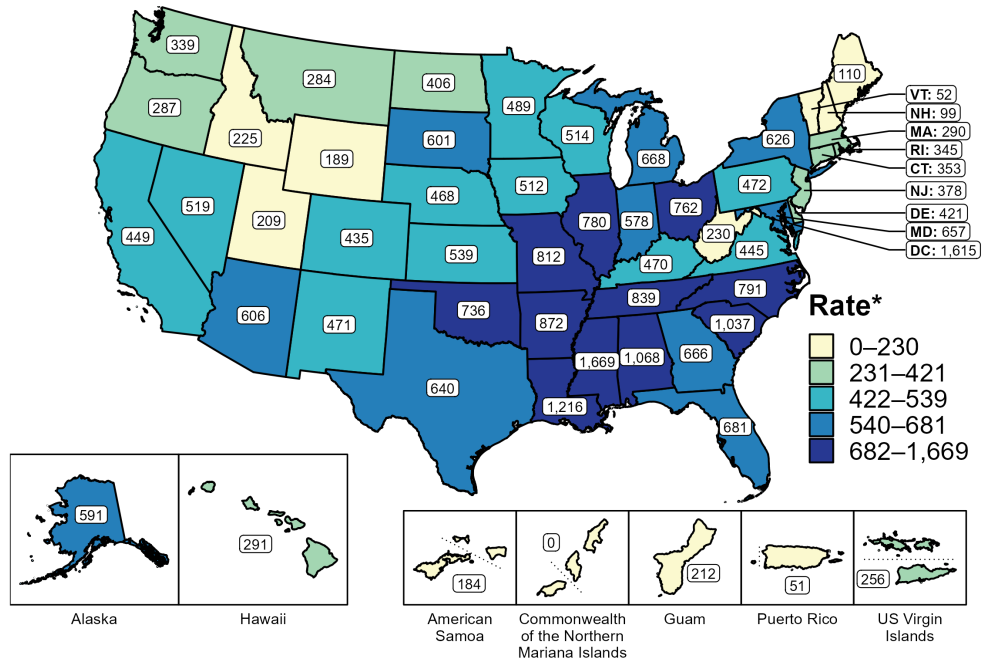 339
284
406
489
110
287
VT: 52
NH: 99
225
601
514
626
MA: 290
668
RI: 345
189
CT: 353
472
468
512
NJ: 378
519
209
780
578
762
DE: 421
230
MD: 657
449
435
539
812
445
DC: 1,615
470
791
839
606
471
736
872
1,037
Rate*
666
1,669
1,068
0–230
231–421
640
422–539
1,216
681
540–681
682–1,669
591
291
0
184
212
51
256
Alaska
Hawaii
American
Samoa
Commonwealth
of the Northern
Mariana Islands
Guam
Puerto Rico
US Virgin
Islands